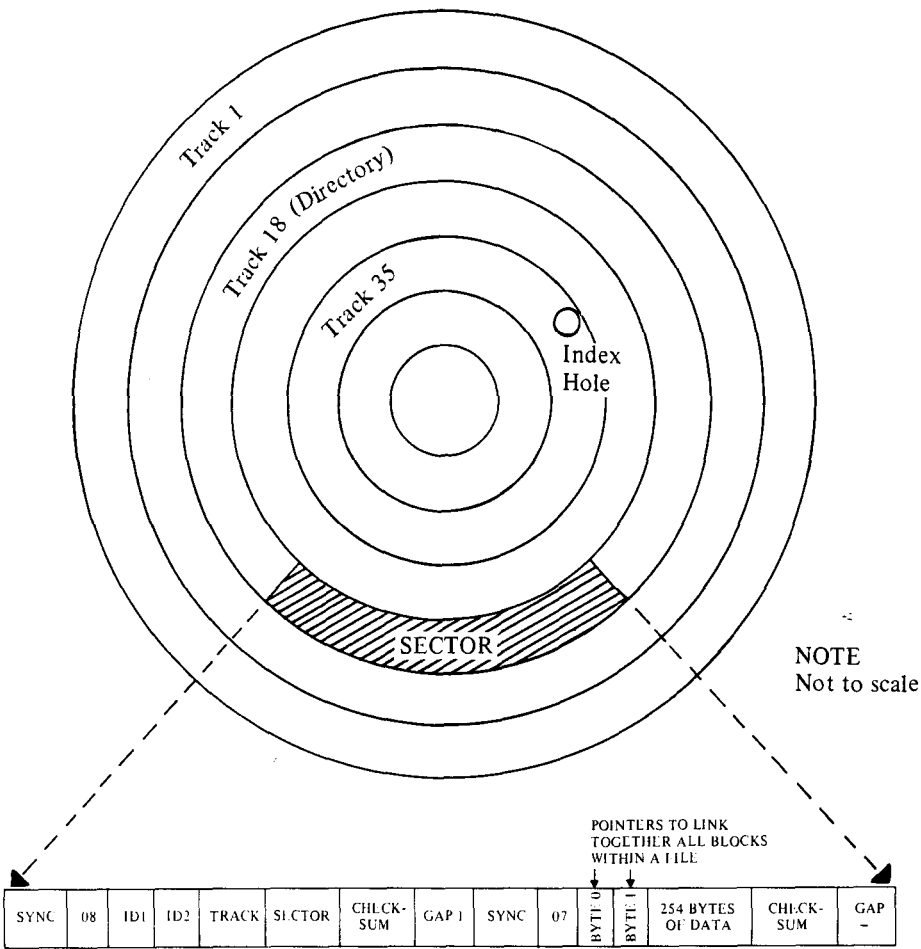 Track 1
Track 18 (Directory)
Track 35
Index
Hole
SECTOR
NOTE
Not to scale
POINTERS TO LINK
TOGETHER ALL BLOCKS
WITHIN A FILE
SYNC 08 ID1 ID2 TRACK SECTOR CHECK-SUM GAP 1 SYNC 07 BYTE 0 BYTE 1 254 BYTES OF DATA CHECK-SUM GAP